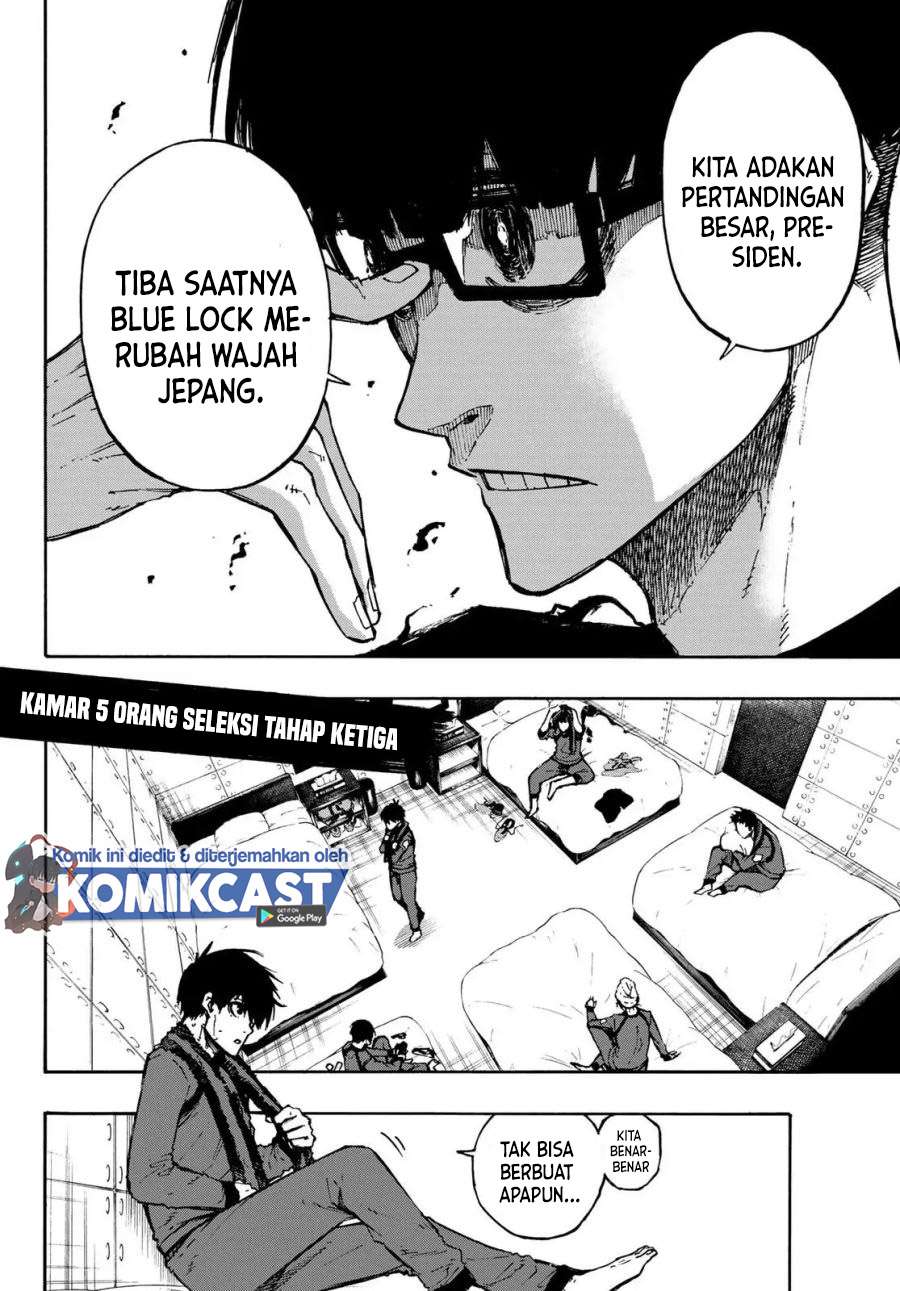 KITA ADAKAN
PERTANDINGAN
BESAR, PRE-
SIDEN.
TIBA SAATNYA
BLUE LOCK ME-
RUBAH WAJAH
JEPANG.
KAMAR 5 ORANG SELEKSI TAHAP KETIGA
Komik ini diedit & diterjemahkan oleh
KOMIKCAST
GET IT ON
Google Play
KITA
BENAR-
BENAR
TAK BISA
BERBUAT
APAPUN...